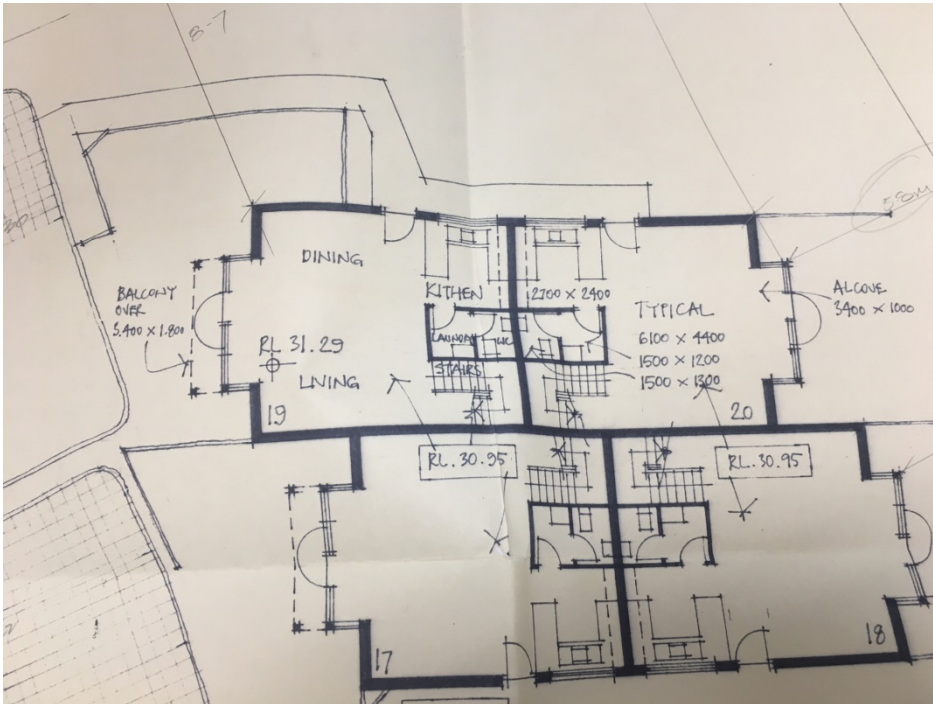 8-7
DINING
BALCONY
OVER
5.400 x 1.800
KITHEN
2700 x 2400
TYPICAL
6100 x 4400
1500 x 1200
1500 x 1300
ALCOVE
3400 x 1000
LAUNDRY
WC
STAIRS
RL 31.29
LIVING
19
20
RL. 30.95
RL. 30.95
17
18